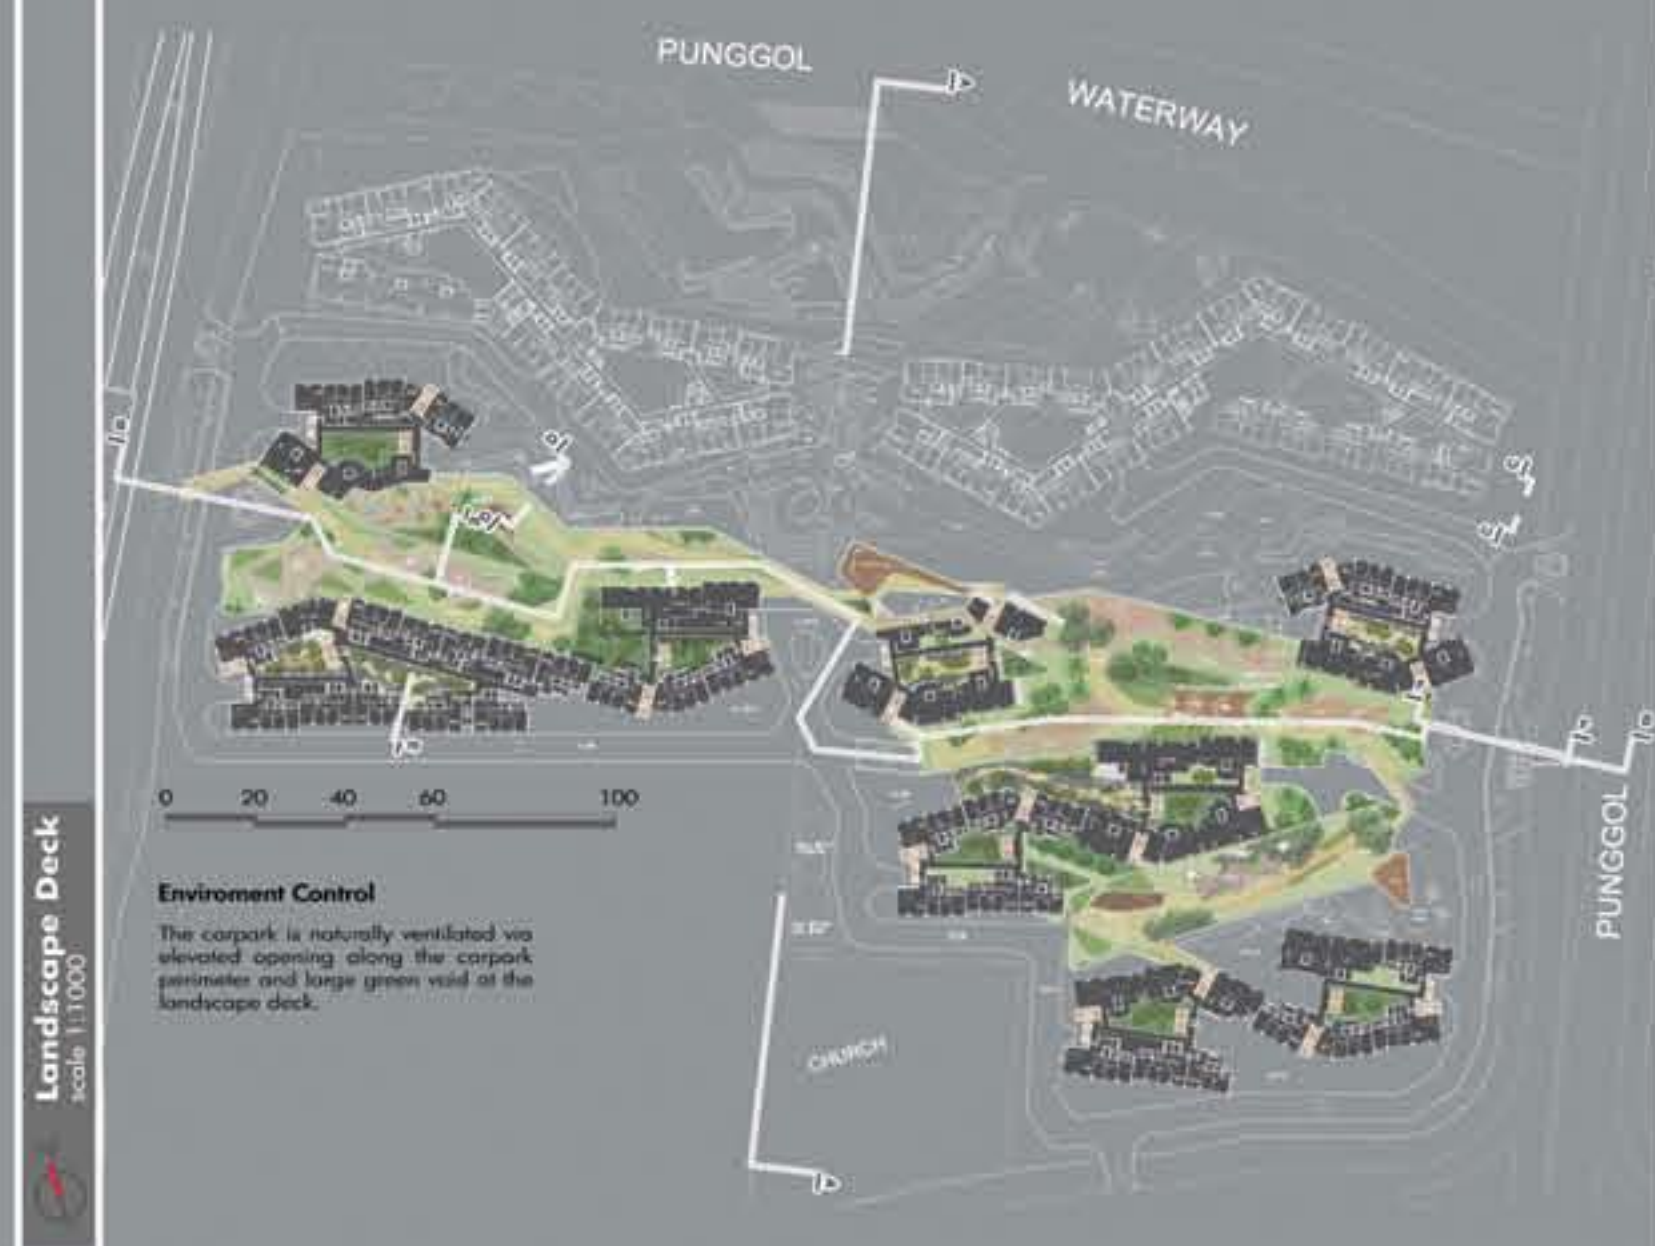 PUNGGOL
WATERWAY
0 20 40 60 100
Enviroment Control
The carpark is naturally ventilated via
elevated opening along the carpark
perimeter and large green void at the
landscape deck.
CHURCH
PUNGGOL
Landscape Deck
scale 1:1000